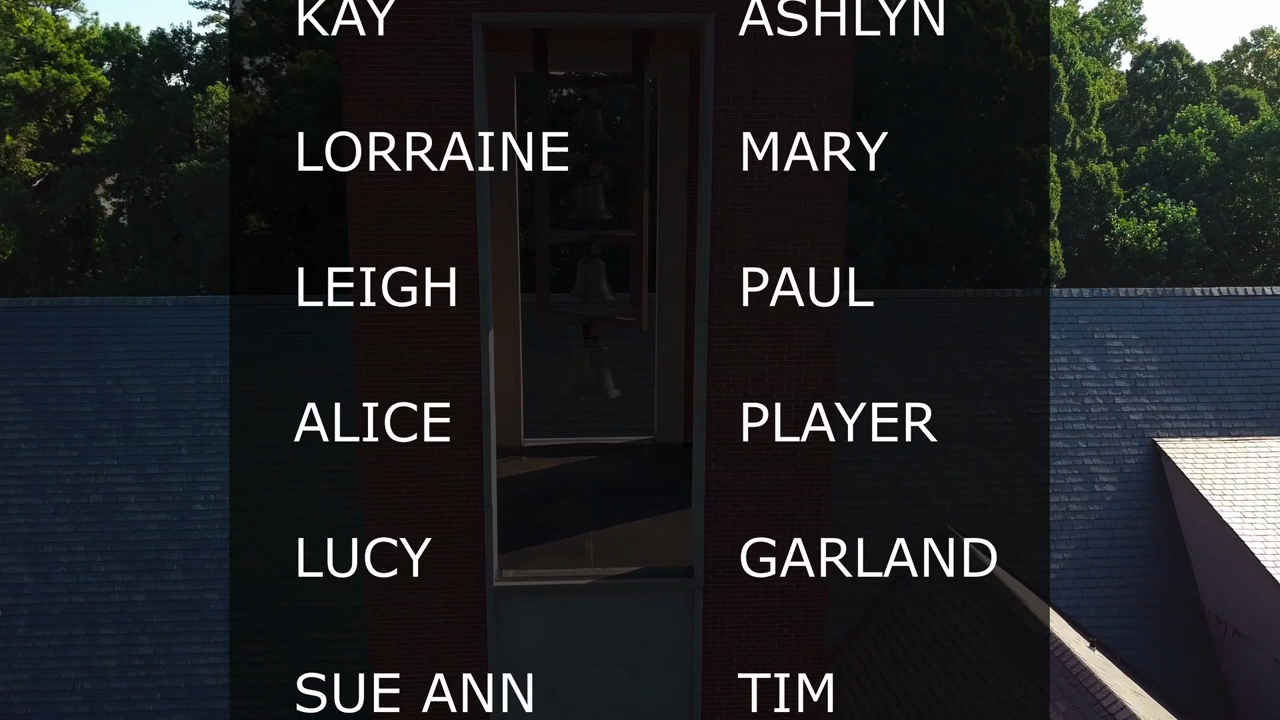 KAY ASHLYN
LORRAINE MARY
LEIGH PAUL
ALICE PLAYER
LUCY GARLAND
SUE ANN TIM